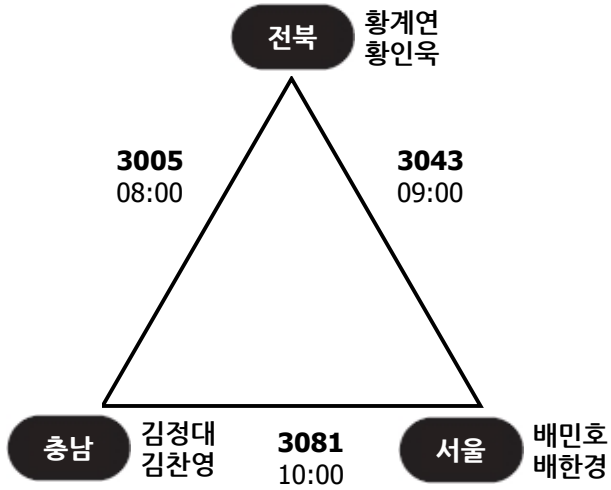 전북
황계연
황인욱
3005
08:00
3043
09:00
충남
김정대
김찬영
3081
10:00
서울
배민호
배한경